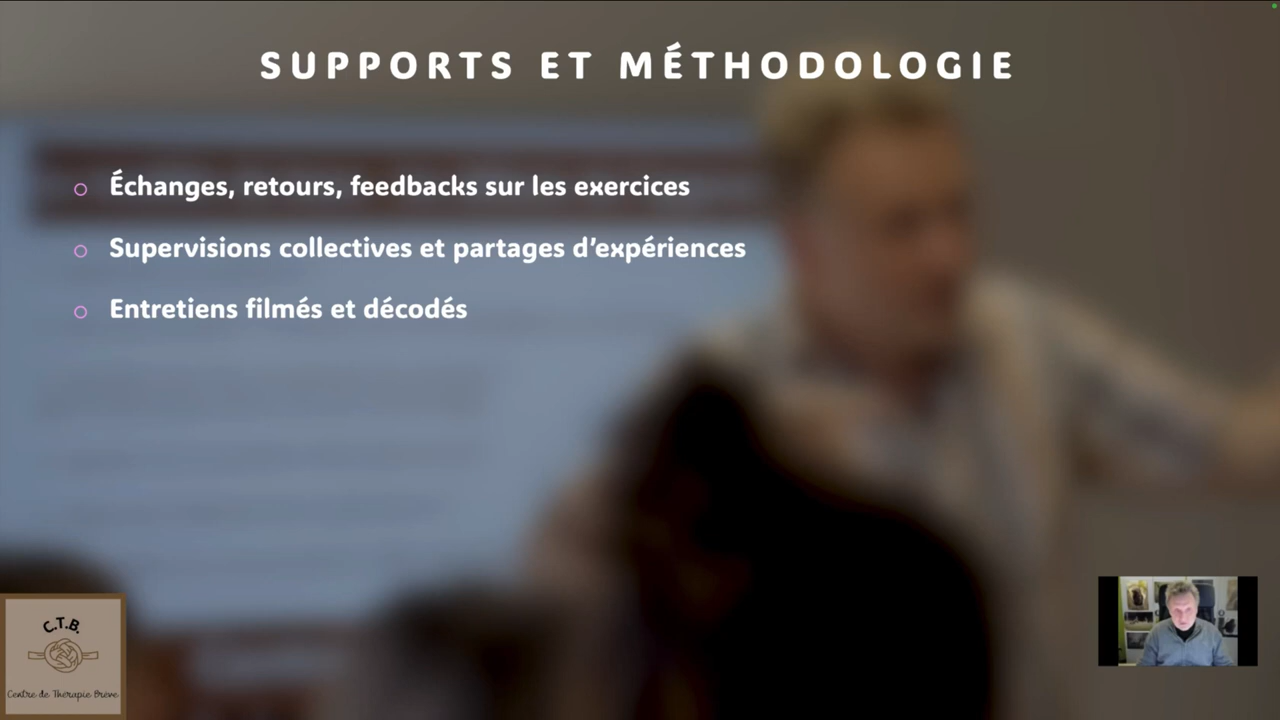 SUPPORTS ET MÉTHODOLOGIE
Échanges, retours, feedbacks sur les exercices
Supervisions collectives et partages d’expériences
Entretiens filmés et décodés
C.T.B.
Centre de Thérapie Brève